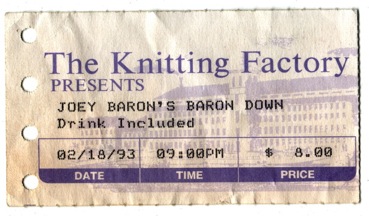 The Knitting Factory
PRESENTS
JOEY BARON'S BARON DOWN
Drink Included
02/18/93 09:00PM $ 8.00
DATE TIME PRICE